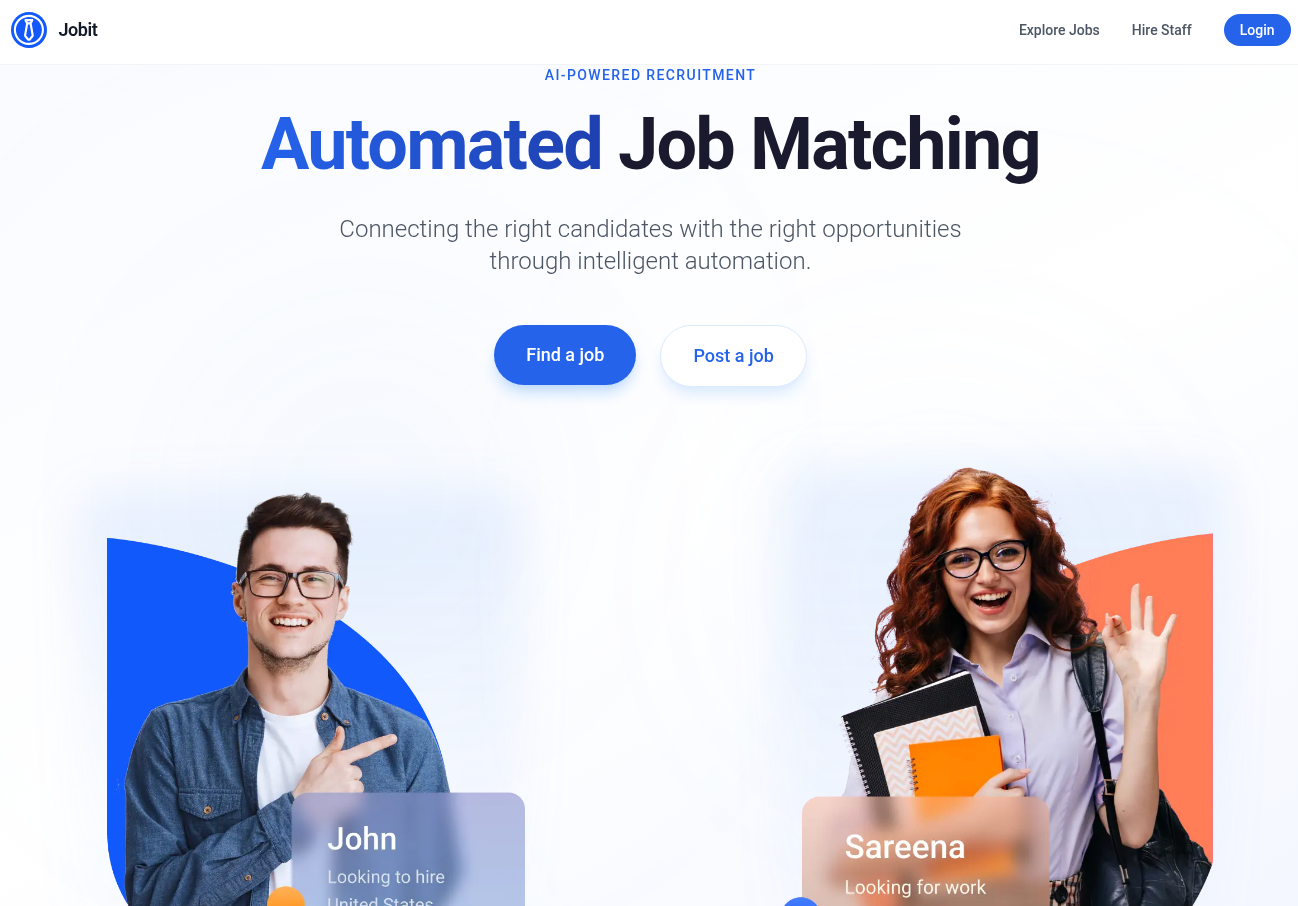 Jobit
Explore Jobs
Hire Staff
Login
AI-POWERED RECRUITMENT
Automated Job Matching
Connecting the right candidates with the right opportunities
through intelligent automation.
Find a job
Post a job
John
Looking to hire
United States
Sareena
Looking for work